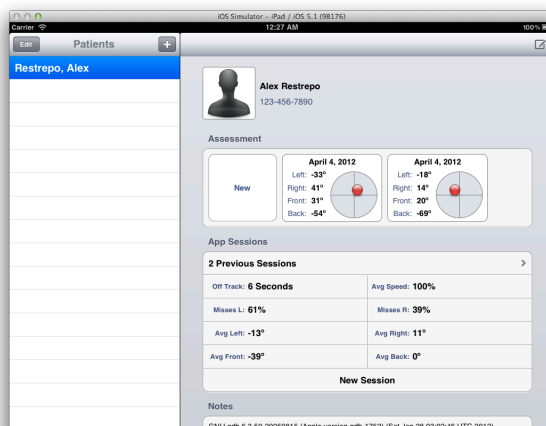 iOS Simulator – iPad / iOS 5.1 (9B176)
Carrier 12:27 AM 100%
Edit Patients +
Restrepo, Alex
Alex Restrepo
123-456-7890
Assessment
New
April 4, 2012
Left: -33°
Right: 41°
Front: 31°
Back: -54°
April 4, 2012
Left: -18°
Right: 14°
Front: 20°
Back: -69°
App Sessions
2 Previous Sessions
Off Track: 6 Seconds Avg Speed: 100%
Misses L: 61% Misses R: 39%
Avg Left: -13° Avg Right: 11°
Avg Front: -39° Avg Back: 0°
New Session
Notes